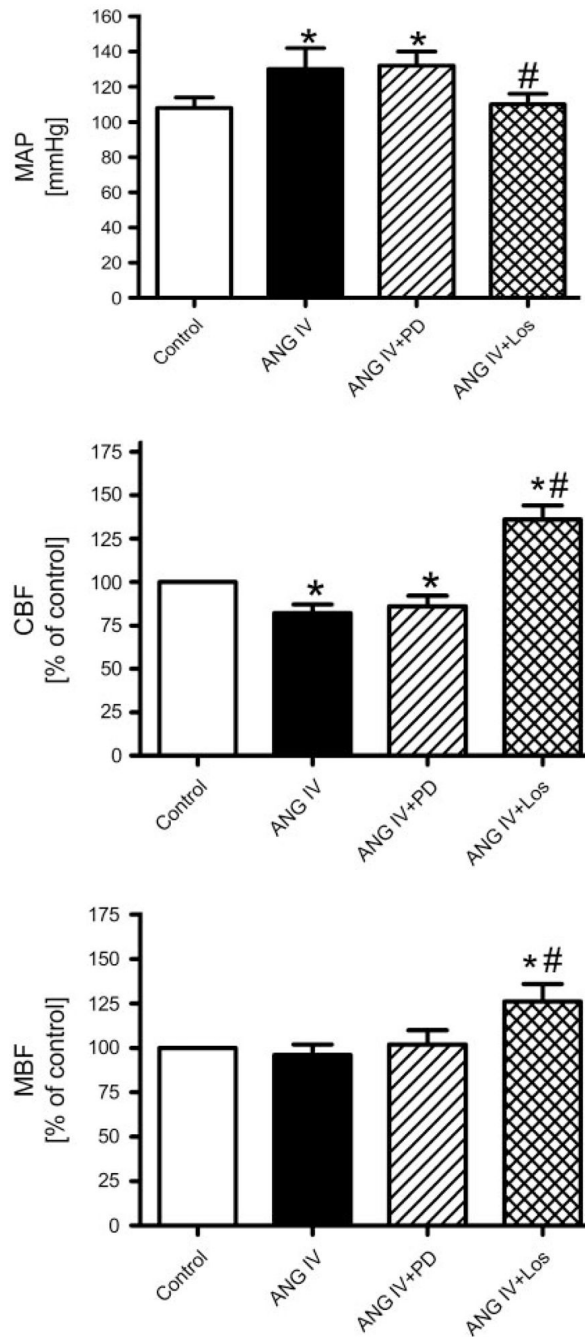 MAP
[mmHg]
160
140
120
100
80
60
40
20
0
*
*
#
Control
ANG IV
ANG IV+PD
ANG IV+Los
CBF
[% of control]
175
150
125
100
75
50
25
0
*
*
*#
Control
ANG IV
ANG IV+PD
ANG IV+Los
MBF
[% of control]
175
150
125
100
75
50
25
0
*#
Control
ANG IV
ANG IV+PD
ANG IV+Los